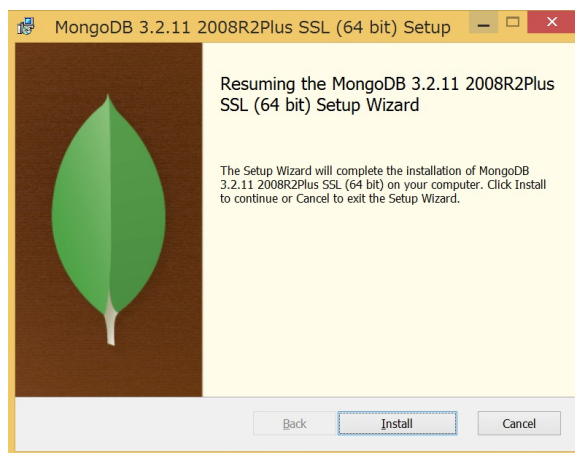 MongoDB 3.2.11 2008R2Plus SSL (64 bit) Setup
Resuming the MongoDB 3.2.11 2008R2Plus
SSL (64 bit) Setup Wizard
The Setup Wizard will complete the installation of MongoDB
3.2.11 2008R2Plus SSL (64 bit) on your computer. Click Install
to continue or Cancel to exit the Setup Wizard.
Back Install Cancel